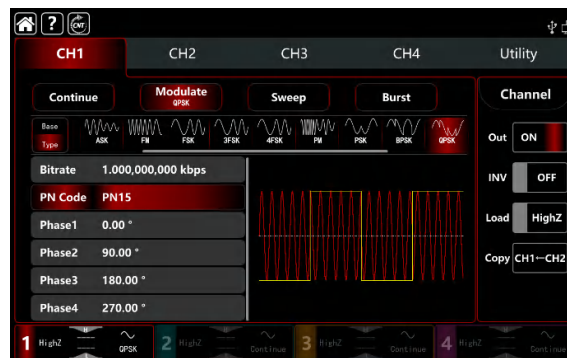 ? CNT
CH1 CH2 CH3 CH4 Utility
Continue Modulate Sweep Burst Channel
QPSK
Base
Type ASK FM FSK 3FSK 4FSK PM PSK BPSK QPSK
Out ON
Bitrate 1.000,000,000 kbps
INV OFF
PN Code PN15
Phase1 0.00 °
Load HighZ
Phase2 90.00 °
Copy CH1←CH2
Phase3 180.00 °
Phase4 270.00 °
1 HighZ QPSK 2 HighZ Continue 3 HighZ Continue 4 HighZ Continue